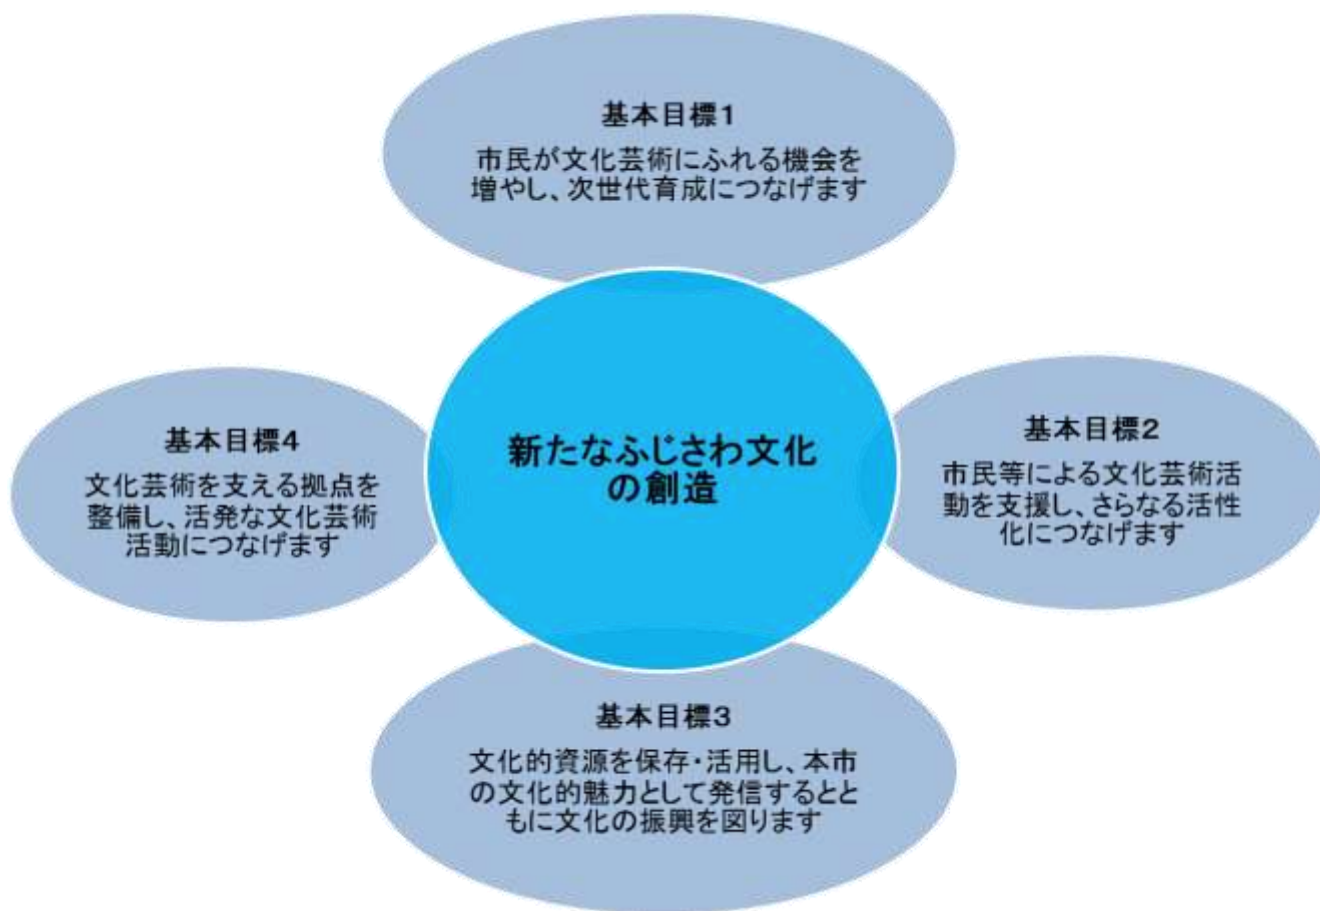 基本目標1
市民が文化芸術にふれる機会を
増やし、次世代育成につなげます
新たなふじさわ文化
の創造
基本目標2
市民等による文化芸術活
動を支援し、さらなる活性
化につなげます
基本目標3
文化的資源を保存・活用し、本市
の文化的魅力として発信するとと
もに文化の振興を図ります
基本目標4
文化芸術を支える拠点を
整備し、活発な文化芸術
活動につなげます